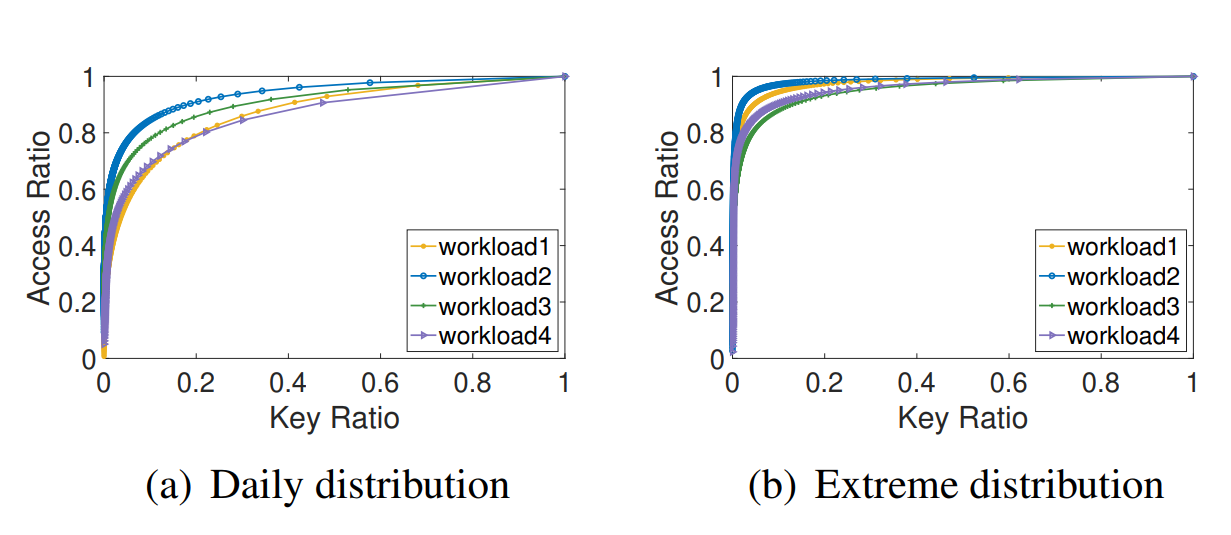 1
0.8
0.6
0.4
0.2
0
Access Ratio
0 0.2 0.4 0.6 0.8 1
Key Ratio
workload1
workload2
workload3
workload4
(a) Daily distribution
1
0.8
0.6
0.4
0.2
0
Access Ratio
0 0.2 0.4 0.6 0.8 1
Key Ratio
workload1
workload2
workload3
workload4
(b) Extreme distribution